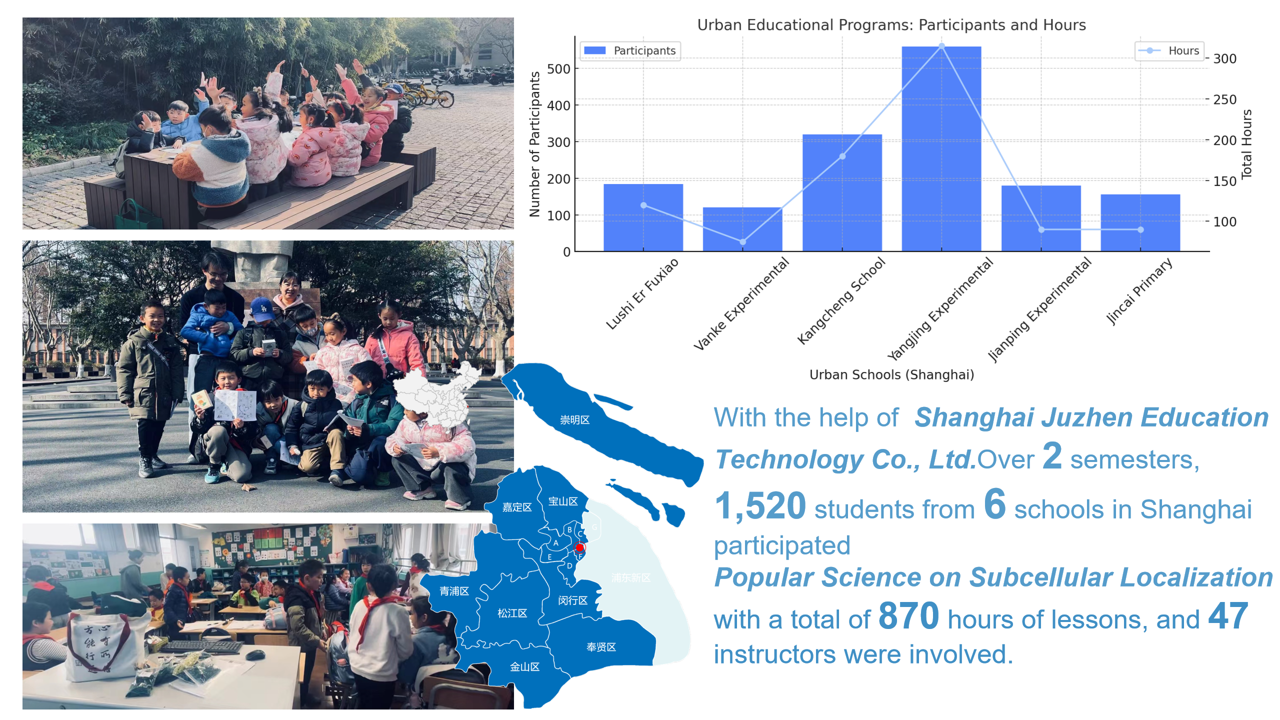 Urban Educational Programs: Participants and Hours
Participants
Hours
Number of Participants
500
400
300
200
100
0
300
250
200
150
100
Total Hours
Lushi Er Fuxiao
Vanke Experimental
Kangcheng School
Yangjing Experimental
Jianping Experimental
Jincai Primary
Urban Schools (Shanghai)
With the help of Shanghai Juzhen Education
Technology Co., Ltd.Over 2 semesters,
1,520 students from 6 schools in Shanghai
participated
Popular Science on Subcellular Localization
with a total of 870 hours of lessons, and 47
instructors were involved.
崇明区
宝山区
嘉定区
B
C
A
E
F
D
浦东新区
青浦区
松江区
闵行区
奉贤区
金山区